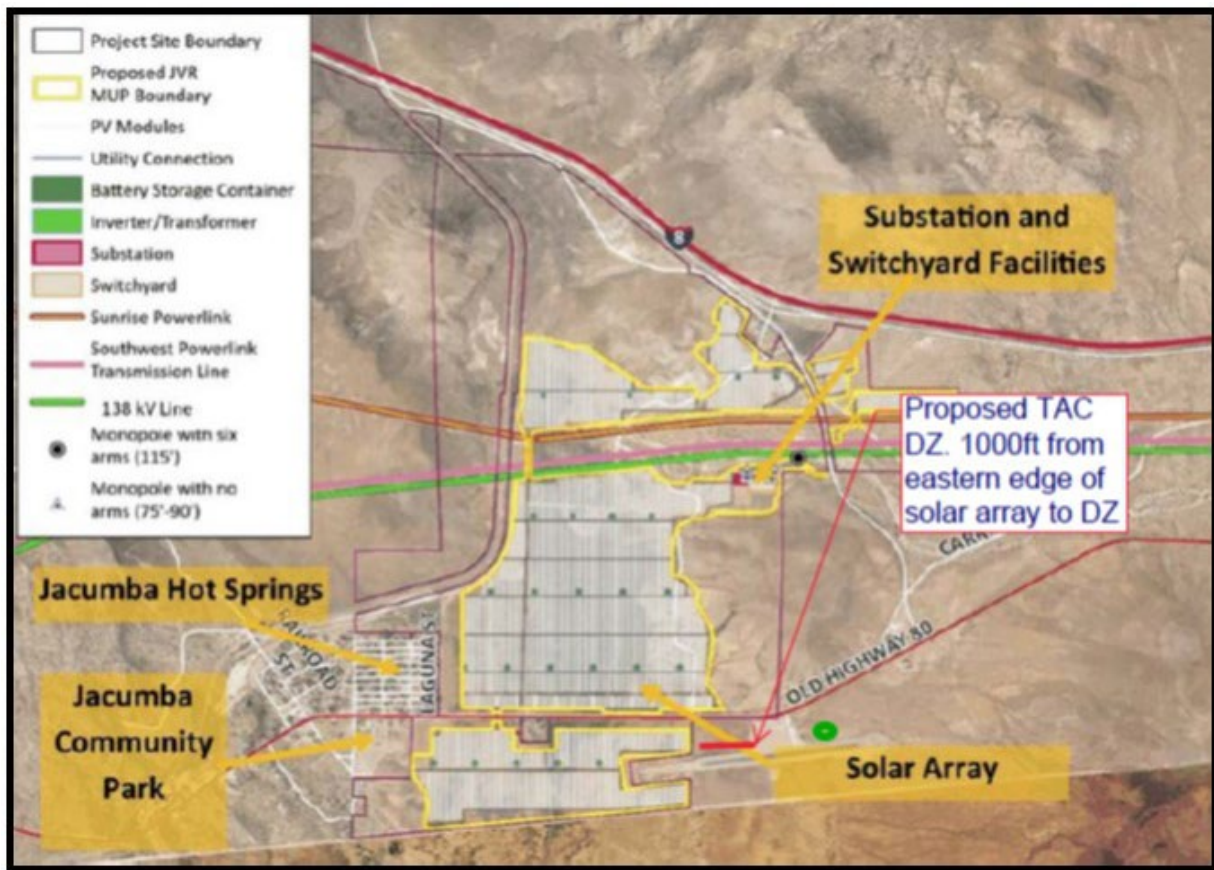 Project Site Boundary
Proposed JVR
MUP Boundary
PV Modules
Utility Connection
Battery Storage Container
Inverter/Transformer
Substation
Switchyard
Sunrise Powerlink
Southwest Powerlink
Transmission Line
138 kV Line
Monopole with six
arms (115')
Monopole with no
arms (75'-90')
8
Substation and
Switchyard Facilities
Proposed TAC
DZ. 1000ft from
eastern edge of
solar array to DZ
Jacumba Hot Springs
RAILROAD
ST.
LAGUNA ST
OLD HIGHWAY 80
Jacumba
Community
Park
Solar Array